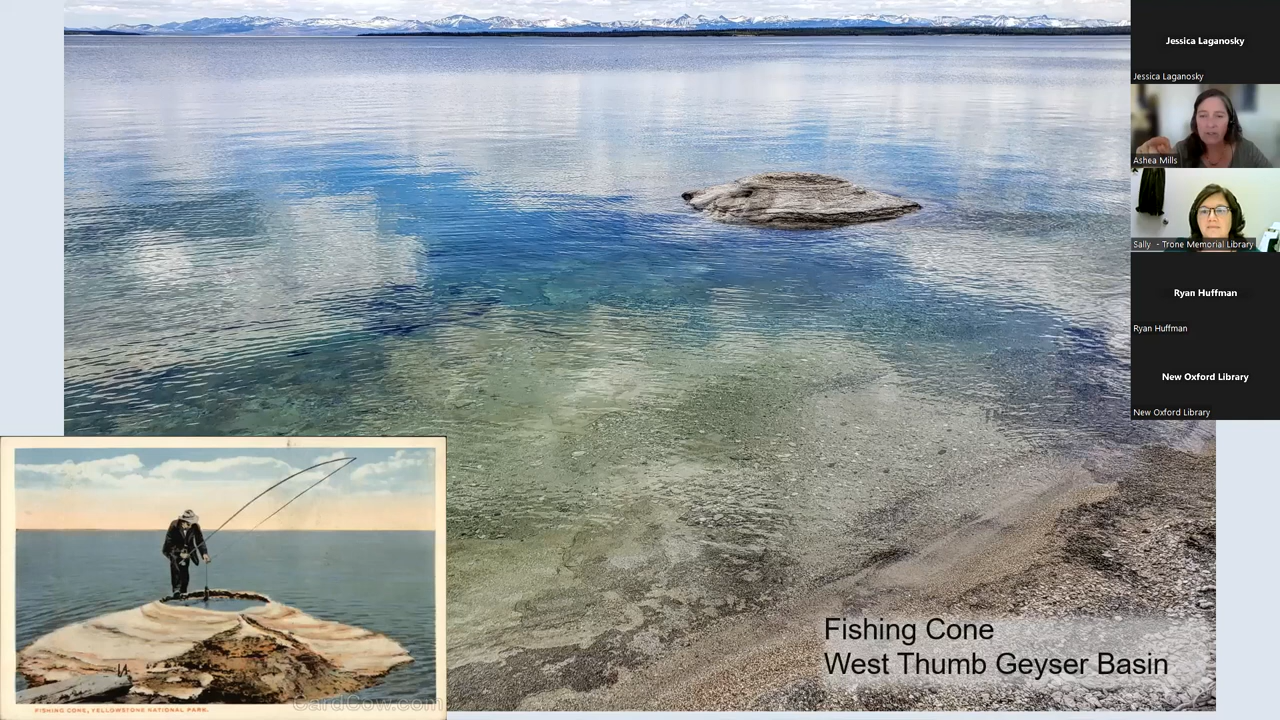 Jessica Laganosky
Jessica Laganosky
Ashea Mills
Sally - Trone Memorial Library
Ryan Huffman
Ryan Huffman
New Oxford Library
New Oxford Library
Fishing Cone
West Thumb Geyser Basin
CardCow.com
FISHING CONE, YELLOWSTONE NATIONAL PARK.